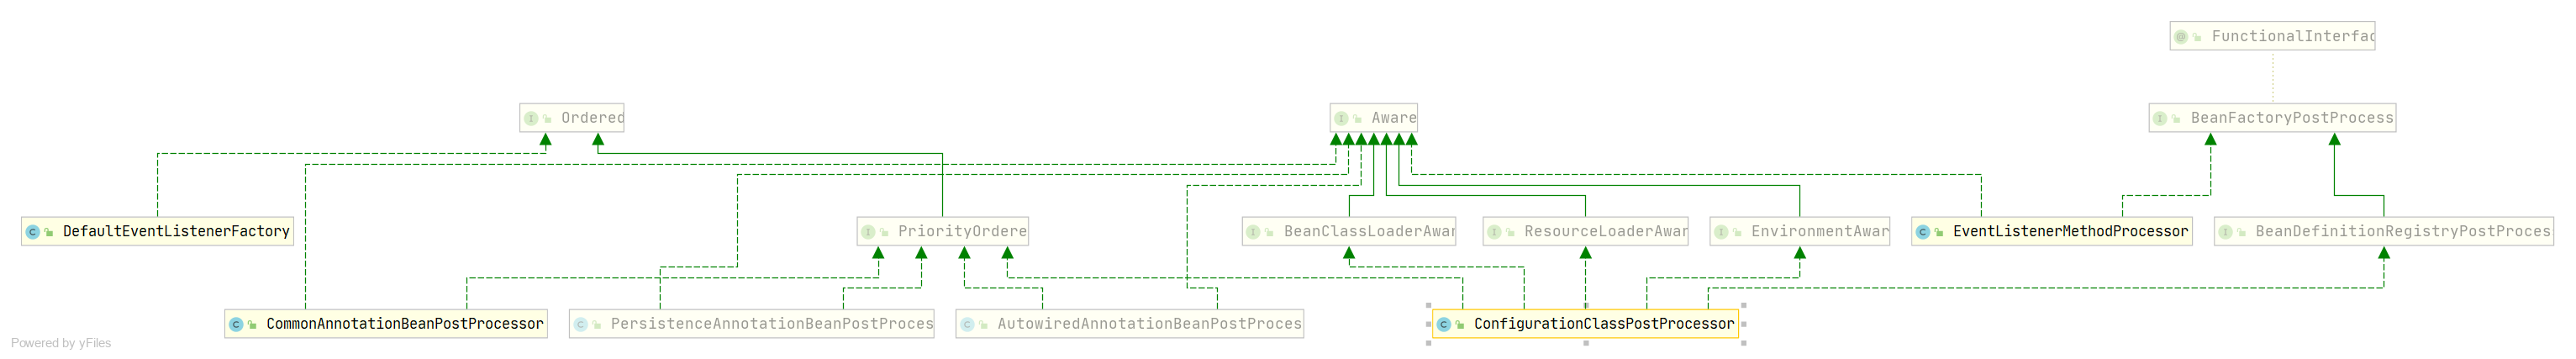 FunctionalInterfac
Ordered
Aware
BeanFactoryPostProcess
DefaultEventListenerFactory
PriorityOrdere
BeanClassLoaderAwar
ResourceLoaderAwar
EnvironmentAwar
EventListenerMethodProcessor
BeanDefinitionRegistryPostProces
CommonAnnotationBeanPostProcessor
PersistenceAnnotationBeanPostProces
AutowiredAnnotationBeanPostProces
ConfigurationClassPostProcessor
Powered by yFiles